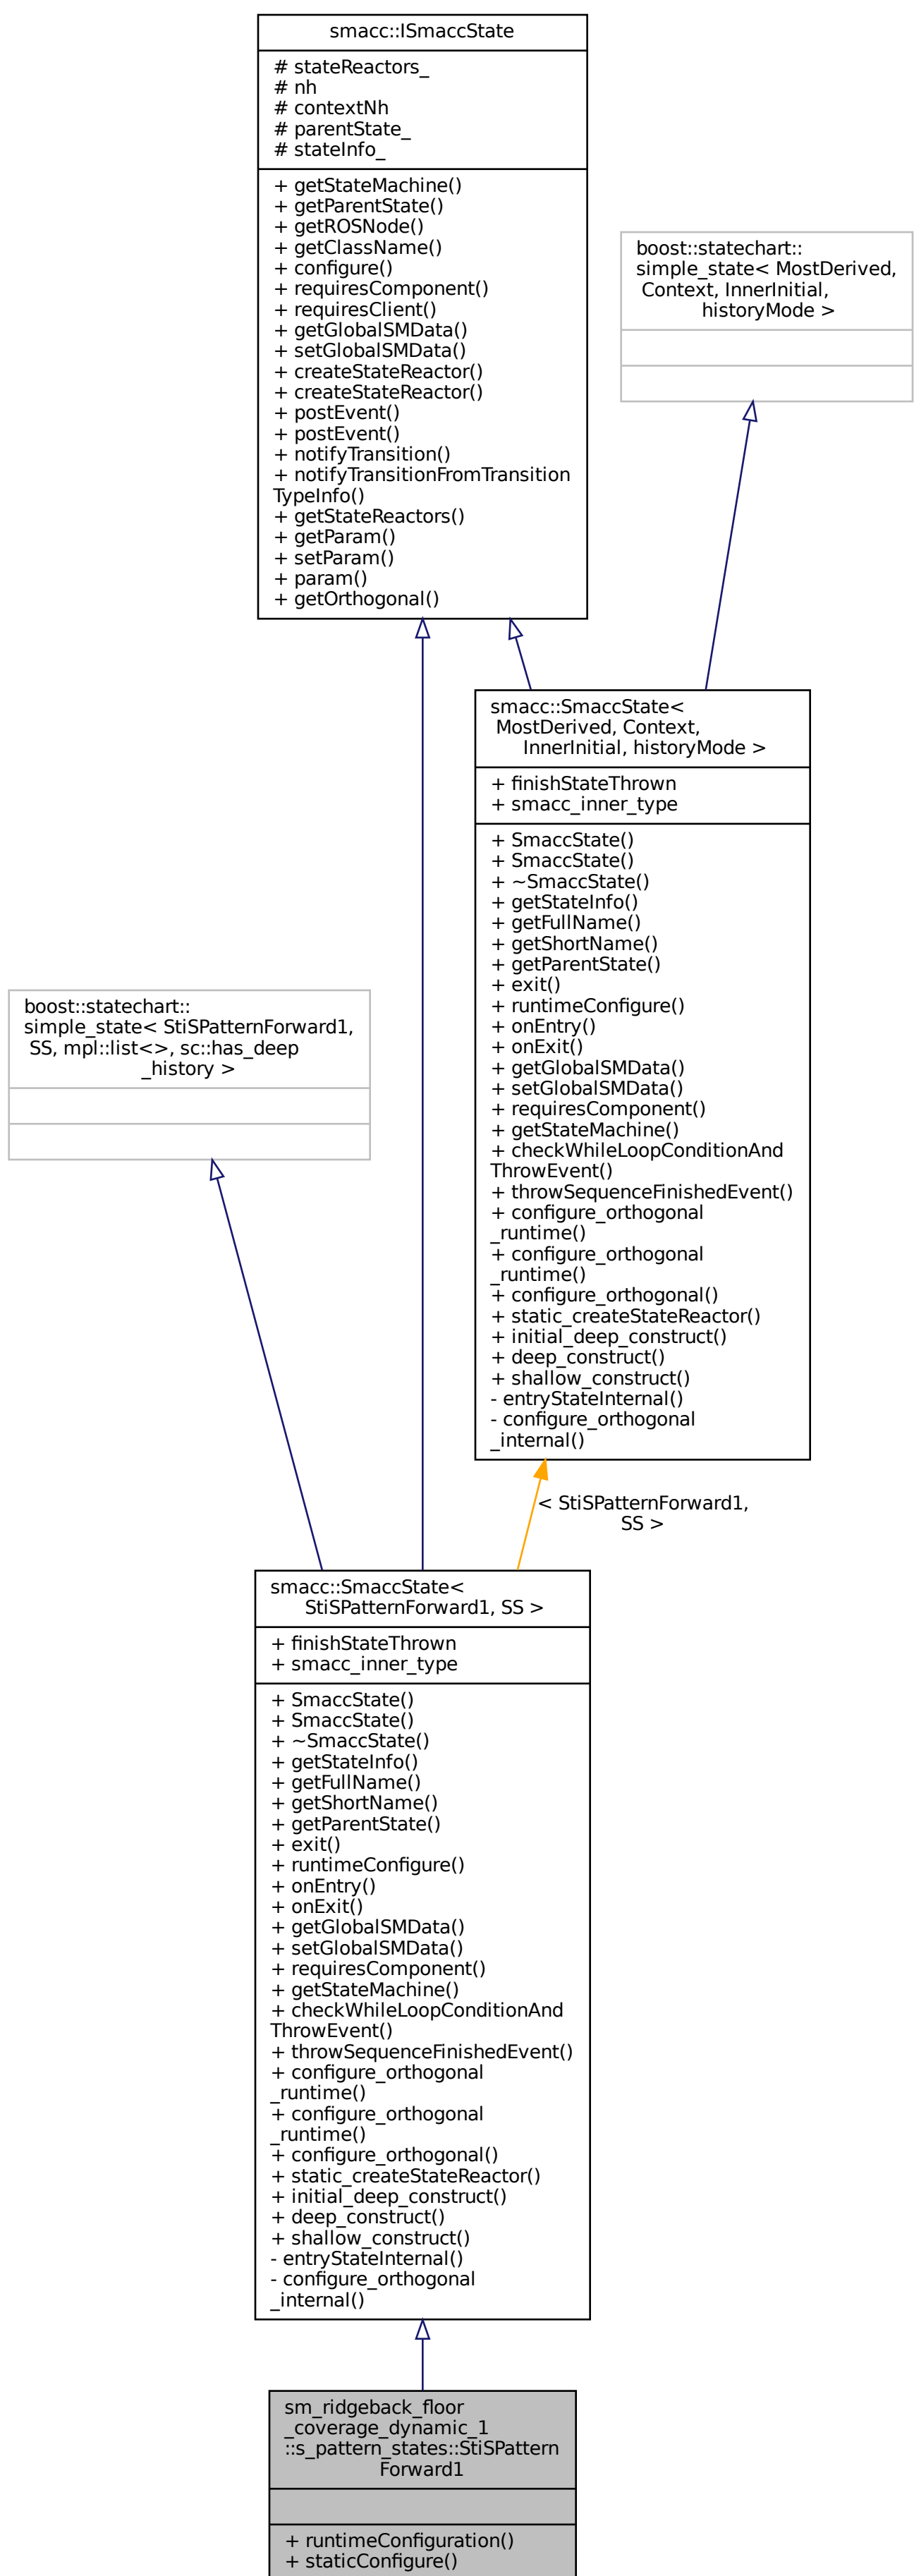 smacc::ISmaccState
# stateReactors_
# nh
# contextNh
# parentState_
# stateInfo_
+ getStateMachine()
+ getParentState()
+ getROSNode()
+ getClassName()
+ configure()
+ requiresComponent()
+ requiresClient()
+ getGlobalSMData()
+ setGlobalSMData()
+ createStateReactor()
+ createStateReactor()
+ postEvent()
+ postEvent()
+ notifyTransition()
+ notifyTransitionFromTransition
TypeInfo()
+ getStateReactors()
+ getParam()
+ setParam()
+ param()
+ getOrthogonal()
boost::statechart::
simple_state< MostDerived,
Context, InnerInitial,
historyMode >
smacc::SmaccState<
MostDerived, Context,
InnerInitial, historyMode >
+ finishStateThrown
+ smacc_inner_type
+ SmaccState()
+ SmaccState()
+ ~SmaccState()
+ getStateInfo()
+ getFullName()
+ getShortName()
+ getParentState()
+ exit()
+ runtimeConfigure()
+ onEntry()
+ onExit()
+ getGlobalSMData()
+ setGlobalSMData()
+ requiresComponent()
+ getStateMachine()
+ checkWhileLoopConditionAnd
ThrowEvent()
+ throwSequenceFinishedEvent()
+ configure_orthogonal
_runtime()
+ configure_orthogonal
_runtime()
+ configure_orthogonal()
+ static_createStateReactor()
+ initial_deep_construct()
+ deep_construct()
+ shallow_construct()
- entryStateInternal()
- configure_orthogonal
_internal()
boost::statechart::
simple_state< StiSPatternForward1,
SS, mpl::list<>, sc::has_deep
_history >
< StiSPatternForward1,
SS >
smacc::SmaccState<
StiSPatternForward1, SS >
+ finishStateThrown
+ smacc_inner_type
+ SmaccState()
+ SmaccState()
+ ~SmaccState()
+ getStateInfo()
+ getFullName()
+ getShortName()
+ getParentState()
+ exit()
+ runtimeConfigure()
+ onEntry()
+ onExit()
+ getGlobalSMData()
+ setGlobalSMData()
+ requiresComponent()
+ getStateMachine()
+ checkWhileLoopConditionAnd
ThrowEvent()
+ throwSequenceFinishedEvent()
+ configure_orthogonal
_runtime()
+ configure_orthogonal
_runtime()
+ configure_orthogonal()
+ static_createStateReactor()
+ initial_deep_construct()
+ deep_construct()
+ shallow_construct()
- entryStateInternal()
- configure_orthogonal
_internal()
sm_ridgeback_floor
_coverage_dynamic_1
::s_pattern_states::StiSPattern
Forward1
+ runtimeConfiguration()
+ staticConfigure()